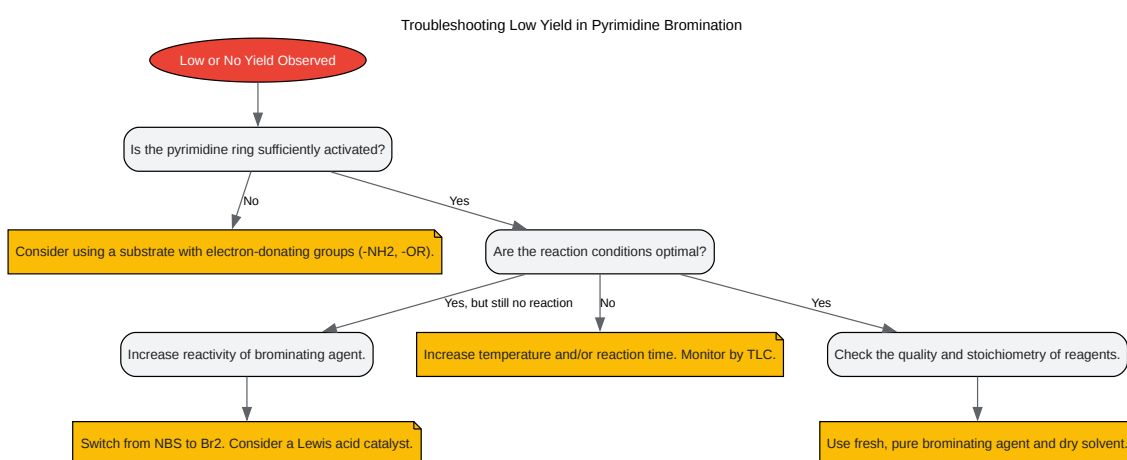 Troubleshooting Low Yield in Pyrimidine Bromination
Low or No Yield Observed
Is the pyrimidine ring sufficiently activated?
No
Yes
Consider using a substrate with electron-donating groups (-NH2, -OR).
Are the reaction conditions optimal?
Yes, but still no reaction
No
Yes
Increase reactivity of brominating agent.
Increase temperature and/or reaction time. Monitor by TLC.
Check the quality and stoichiometry of reagents.
Switch from NBS to Br2. Consider a Lewis acid catalyst.
Use fresh, pure brominating agent and dry solvent.